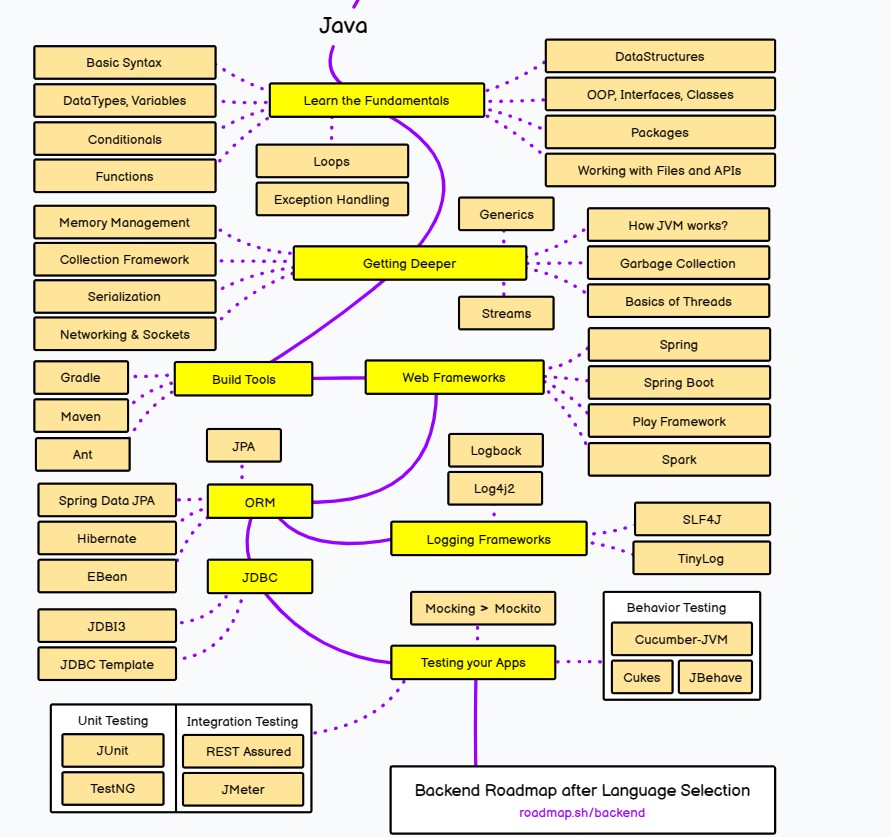 Java
Learn the Fundamentals
Basic Syntax
DataTypes, Variables
Conditionals
Functions
Loops
Exception Handling
DataStructures
OOP, Interfaces, Classes
Packages
Working with Files and APIs
Getting Deeper
Memory Management
Collection Framework
Serialization
Networking & Sockets
Generics
Streams
How JVM works?
Garbage Collection
Basics of Threads
Build Tools
Gradle
Maven
Ant
Web Frameworks
Spring
Spring Boot
Play Framework
Spark
ORM
JPA
Spring Data JPA
Hibernate
EBean
Logging Frameworks
Logback
Log4j2
SLF4J
TinyLog
JDBC
JDBI3
JDBC Template
Testing your Apps
Mocking > Mockito
Behavior Testing
Cucumber-JVM
Cukes
JBehave
Unit Testing
JUnit
TestNG
Integration Testing
REST Assured
JMeter
Backend Roadmap after Language Selection
roadmap.sh/backend